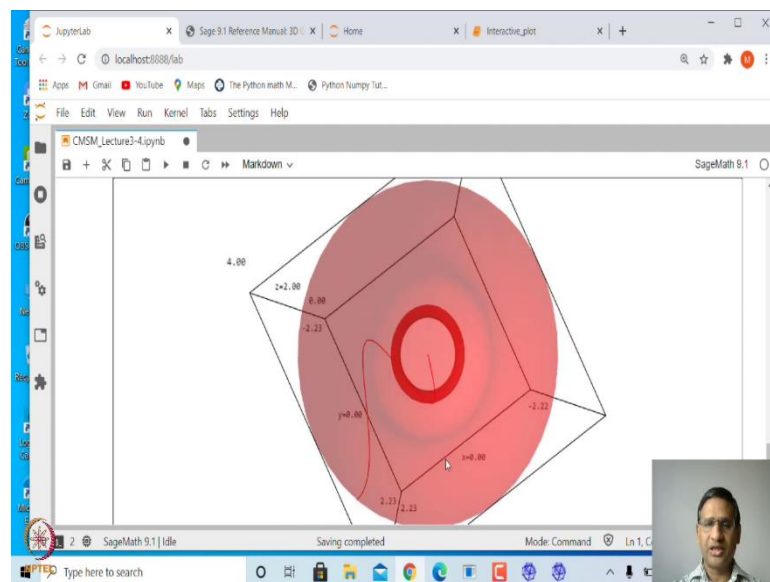 JupyterLab
Sage 9.1 Reference Manual: 3D
Home
Interactive_plot
localhost:8888/lab
M
Apps
Gmail
YouTube
Maps
The Python math M...
Python Numpy Tut...
File Edit View Run Kernel Tabs Settings Help
CMSM_Lecture3-4.ipynb
Markdown
SageMath 9.1
4.00
z=2.00
0.00
-2.23
y=0.00
-2.22
x=0.00
2.23
2.23
2
SageMath 9.1 | Idle
Saving completed
Mode: Command
Ln 1,
NPTEL
Type here to search